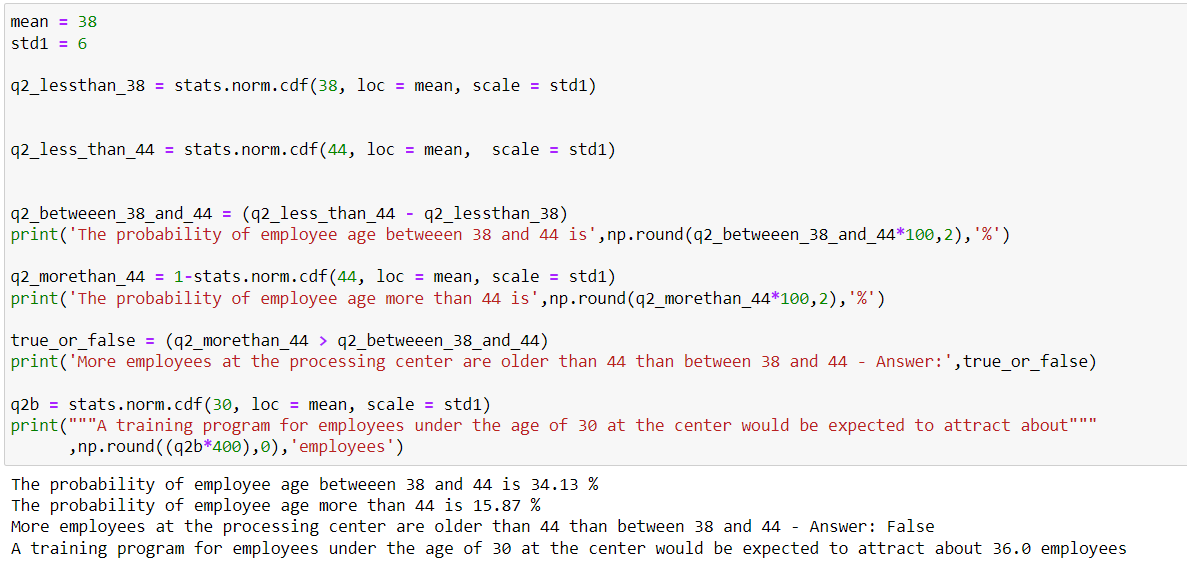 mean = 38
std1 = 6
q2_lessthan_38 = stats.norm.cdf(38, loc = mean, scale = std1)
q2_less_than_44 = stats.norm.cdf(44, loc = mean,  scale = std1)
q2_betweeen_38_and_44 = (q2_less_than_44 - q2_lessthan_38)
print('The probability of employee age betweeen 38 and 44 is',np.round(q2_betweeen_38_and_44*100,2),'%')
q2_morethan_44 = 1-stats.norm.cdf(44, loc = mean, scale = std1)
print('The probability of employee age more than 44 is',np.round(q2_morethan_44*100,2),'%')
true_or_false = (q2_morethan_44 > q2_betweeen_38_and_44)
print('More employees at the processing center are older than 44 than between 38 and 44 - Answer:',true_or_false)
q2b = stats.norm.cdf(30, loc = mean, scale = std1)
print("""A training program for employees under the age of 30 at the center would be expected to attract about"""
      ,np.round((q2b*400),0),'employees')
The probability of employee age betweeen 38 and 44 is 34.13 %
The probability of employee age more than 44 is 15.87 %
More employees at the processing center are older than 44 than between 38 and 44 - Answer: False
A training program for employees under the age of 30 at the center would be expected to attract about 36.0 employees